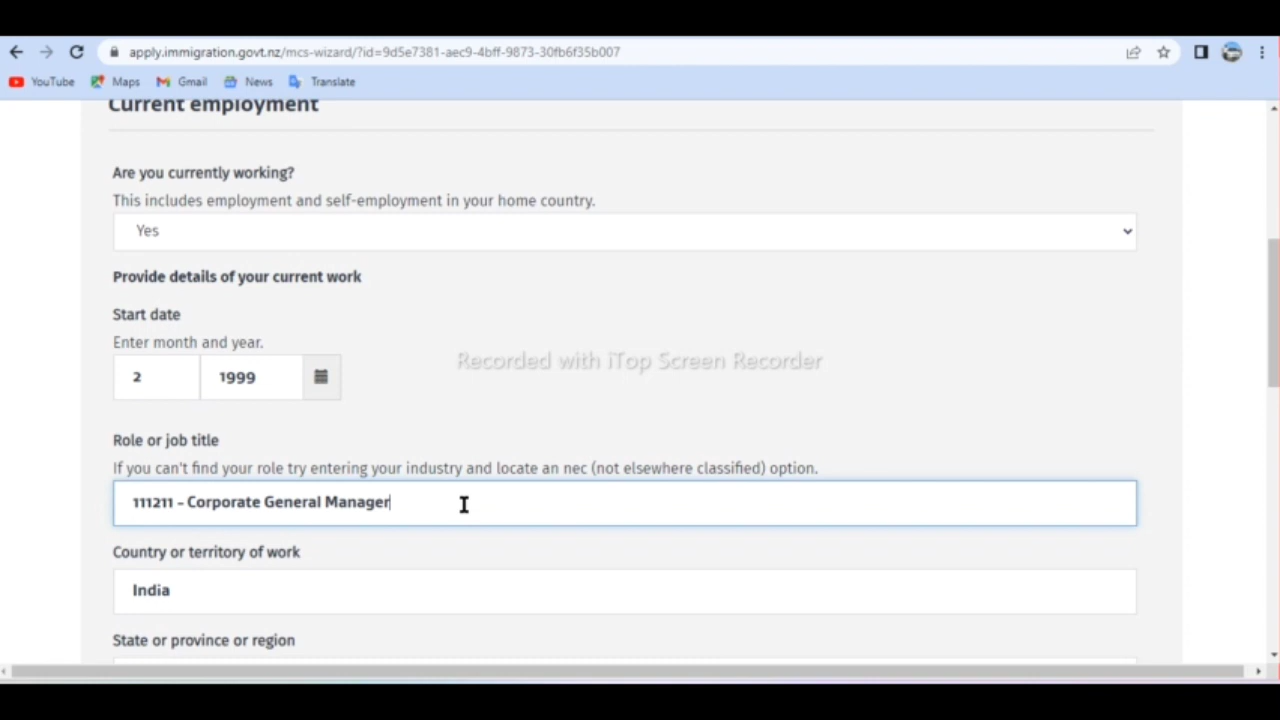 apply.immigration.govt.nz/mcs-wizard/?id=9d5e7381-aec9-4bff-9873-30fb6f35b007
YouTube Maps Gmail News Translate
Current employment
Are you currently working?
This includes employment and self-employment in your home country.
Yes
Provide details of your current work
Start date
Enter month and year.
2 1999
Recorded with iTop Screen Recorder
Role or job title
If you can't find your role try entering your industry and locate an nec (not elsewhere classified) option.
111211 - Corporate General Manager
Country or territory of work
India
State or province or region